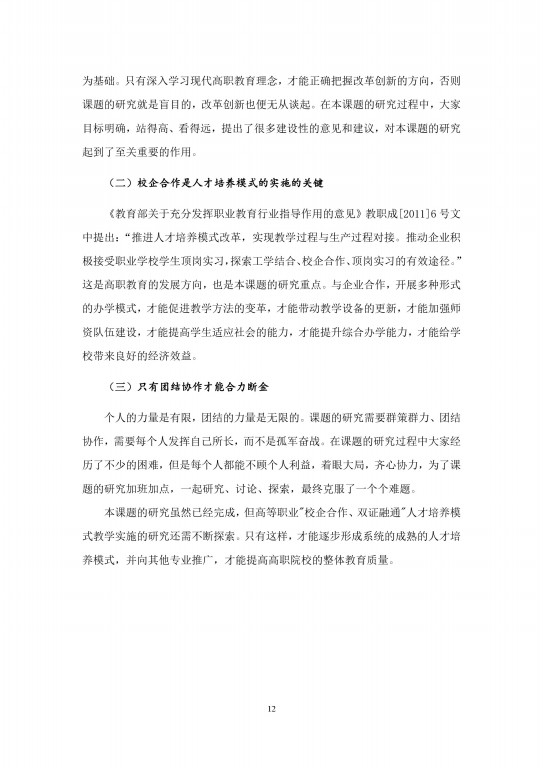 为基础。只有深入学习现代高职教育理念，才能正确把握改革创新的方向，否则
课题的研究就是盲目的，改革创新也便无从谈起。在本课题的研究过程中，大家
目标明确，站得高、看得远，提出了很多建设性的意见和建议，对本课题的研究
起到了至关重要的作用。
（二）校企合作是人才培养模式的实施的关键
《教育部关于充分发挥职业教育行业指导作用的意见》教职成[2011]6 号文
中提出：“推进人才培养模式改革，实现教学过程与生产过程对接。推动企业积
极接受职业学校学生顶岗实习，探索工学结合、校企合作、顶岗实习的有效途径。”
这是高职教育的发展方向，也是本课题的研究重点。与企业合作，开展多种形式
的办学模式，才能促进教学方法的变革，才能带动教学设备的更新，才能加强师
资队伍建设，才能提高学生适应社会的能力，才能提升综合办学能力，才能给学
校带来良好的经济效益。
（三）只有团结协作才能合力断金
个人的力量是有限，团结的力量是无限的。课题的研究需要群策群力、团结
协作，需要每个人发挥自己所长，而不是孤军奋战。在课题的研究过程中大家经
历了不少的困难，但是每个人都能不顾个人利益，着眼大局，齐心协力，为了课
题的研究加班加点，一起研究、讨论、探索，最终克服了一个个难题。
本课题的研究虽然已经完成，但高等职业"校企合作、双证融通"人才培养模
式教学实施的研究还需不断探索。只有这样，才能逐步形成系统的成熟的人才培
养模式，并向其他专业推广，才能提高高职院校的整体教育质量。
12